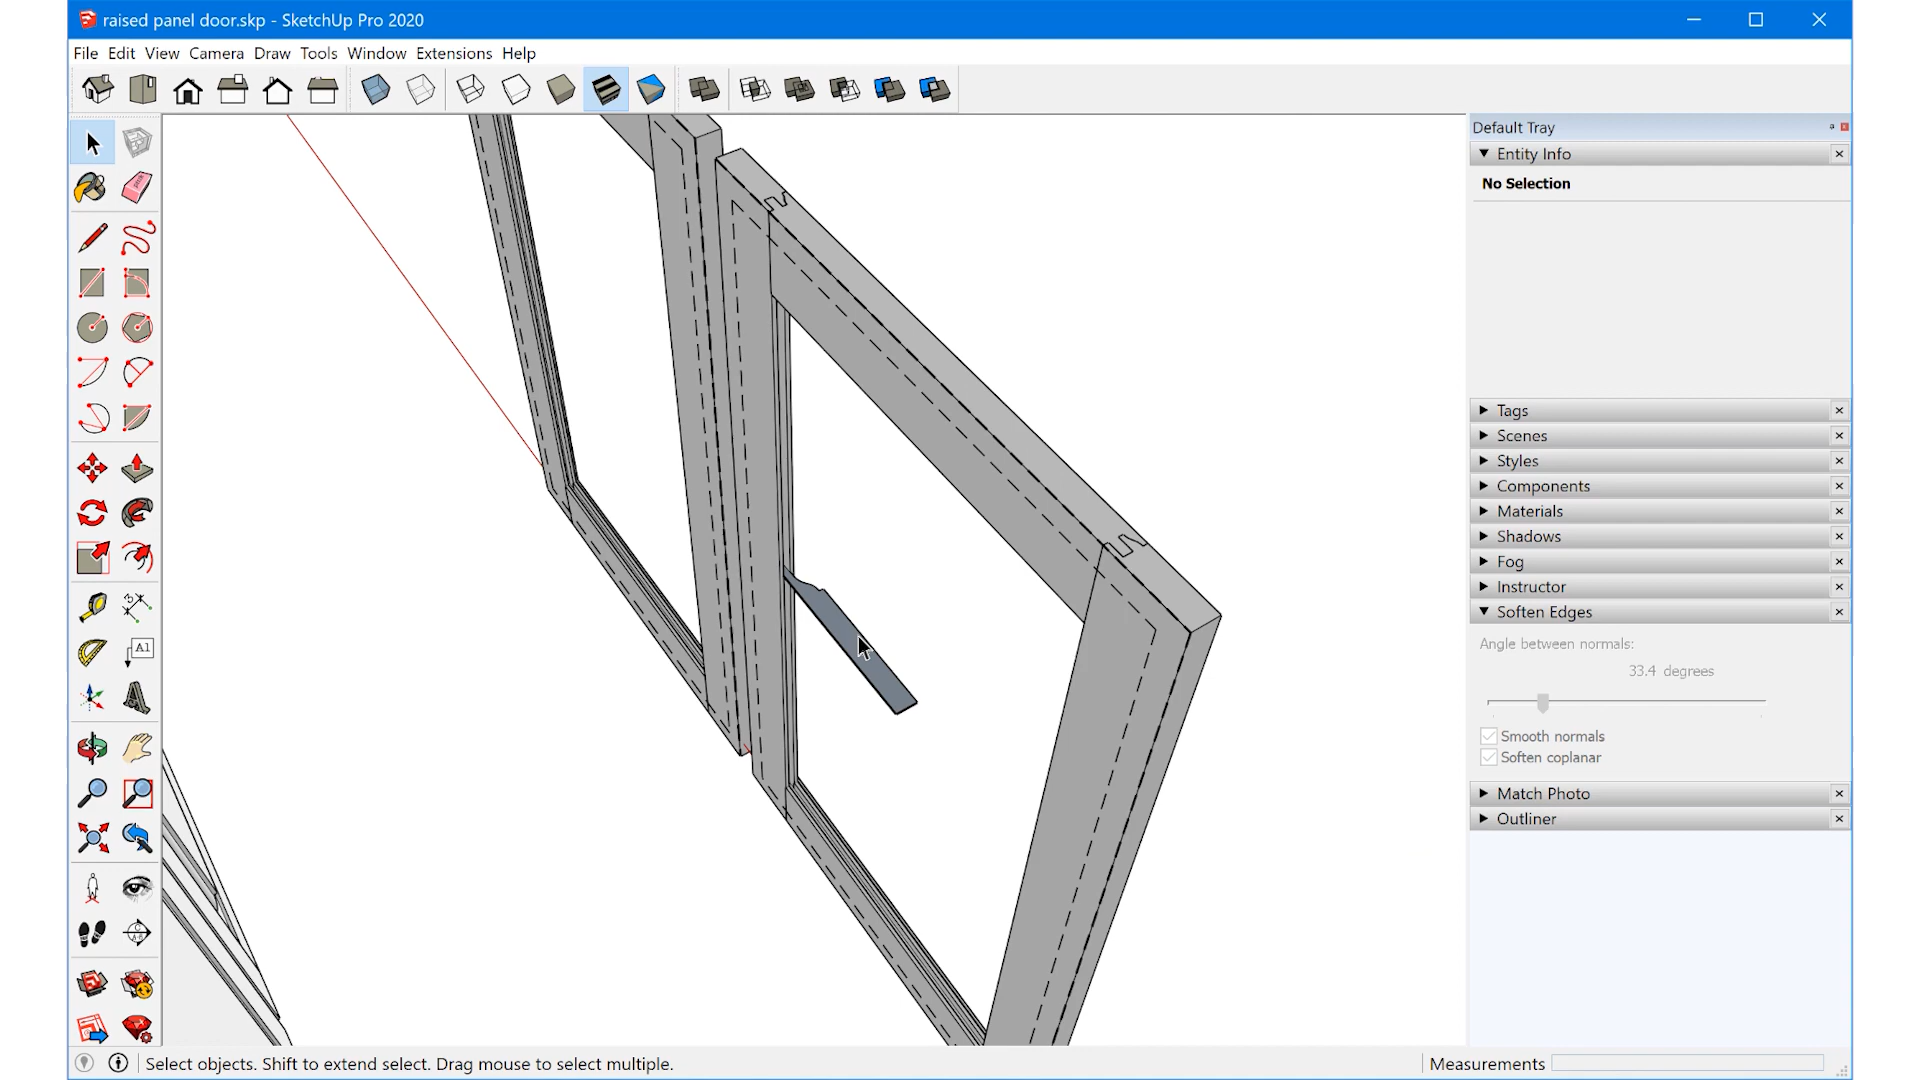 raised panel door.skp - SketchUp Pro 2020
File Edit View Camera Draw Tools Window Extensions Help
Default Tray
Entity Info
No Selection
Tags
Scenes
Styles
Components
Materials
Shadows
Fog
Instructor
Soften Edges
Angle between normals:
33.4 degrees
Smooth normals
Soften coplanar
Match Photo
Outliner
A1
Select objects. Shift to extend select. Drag mouse to select multiple.
Measurements